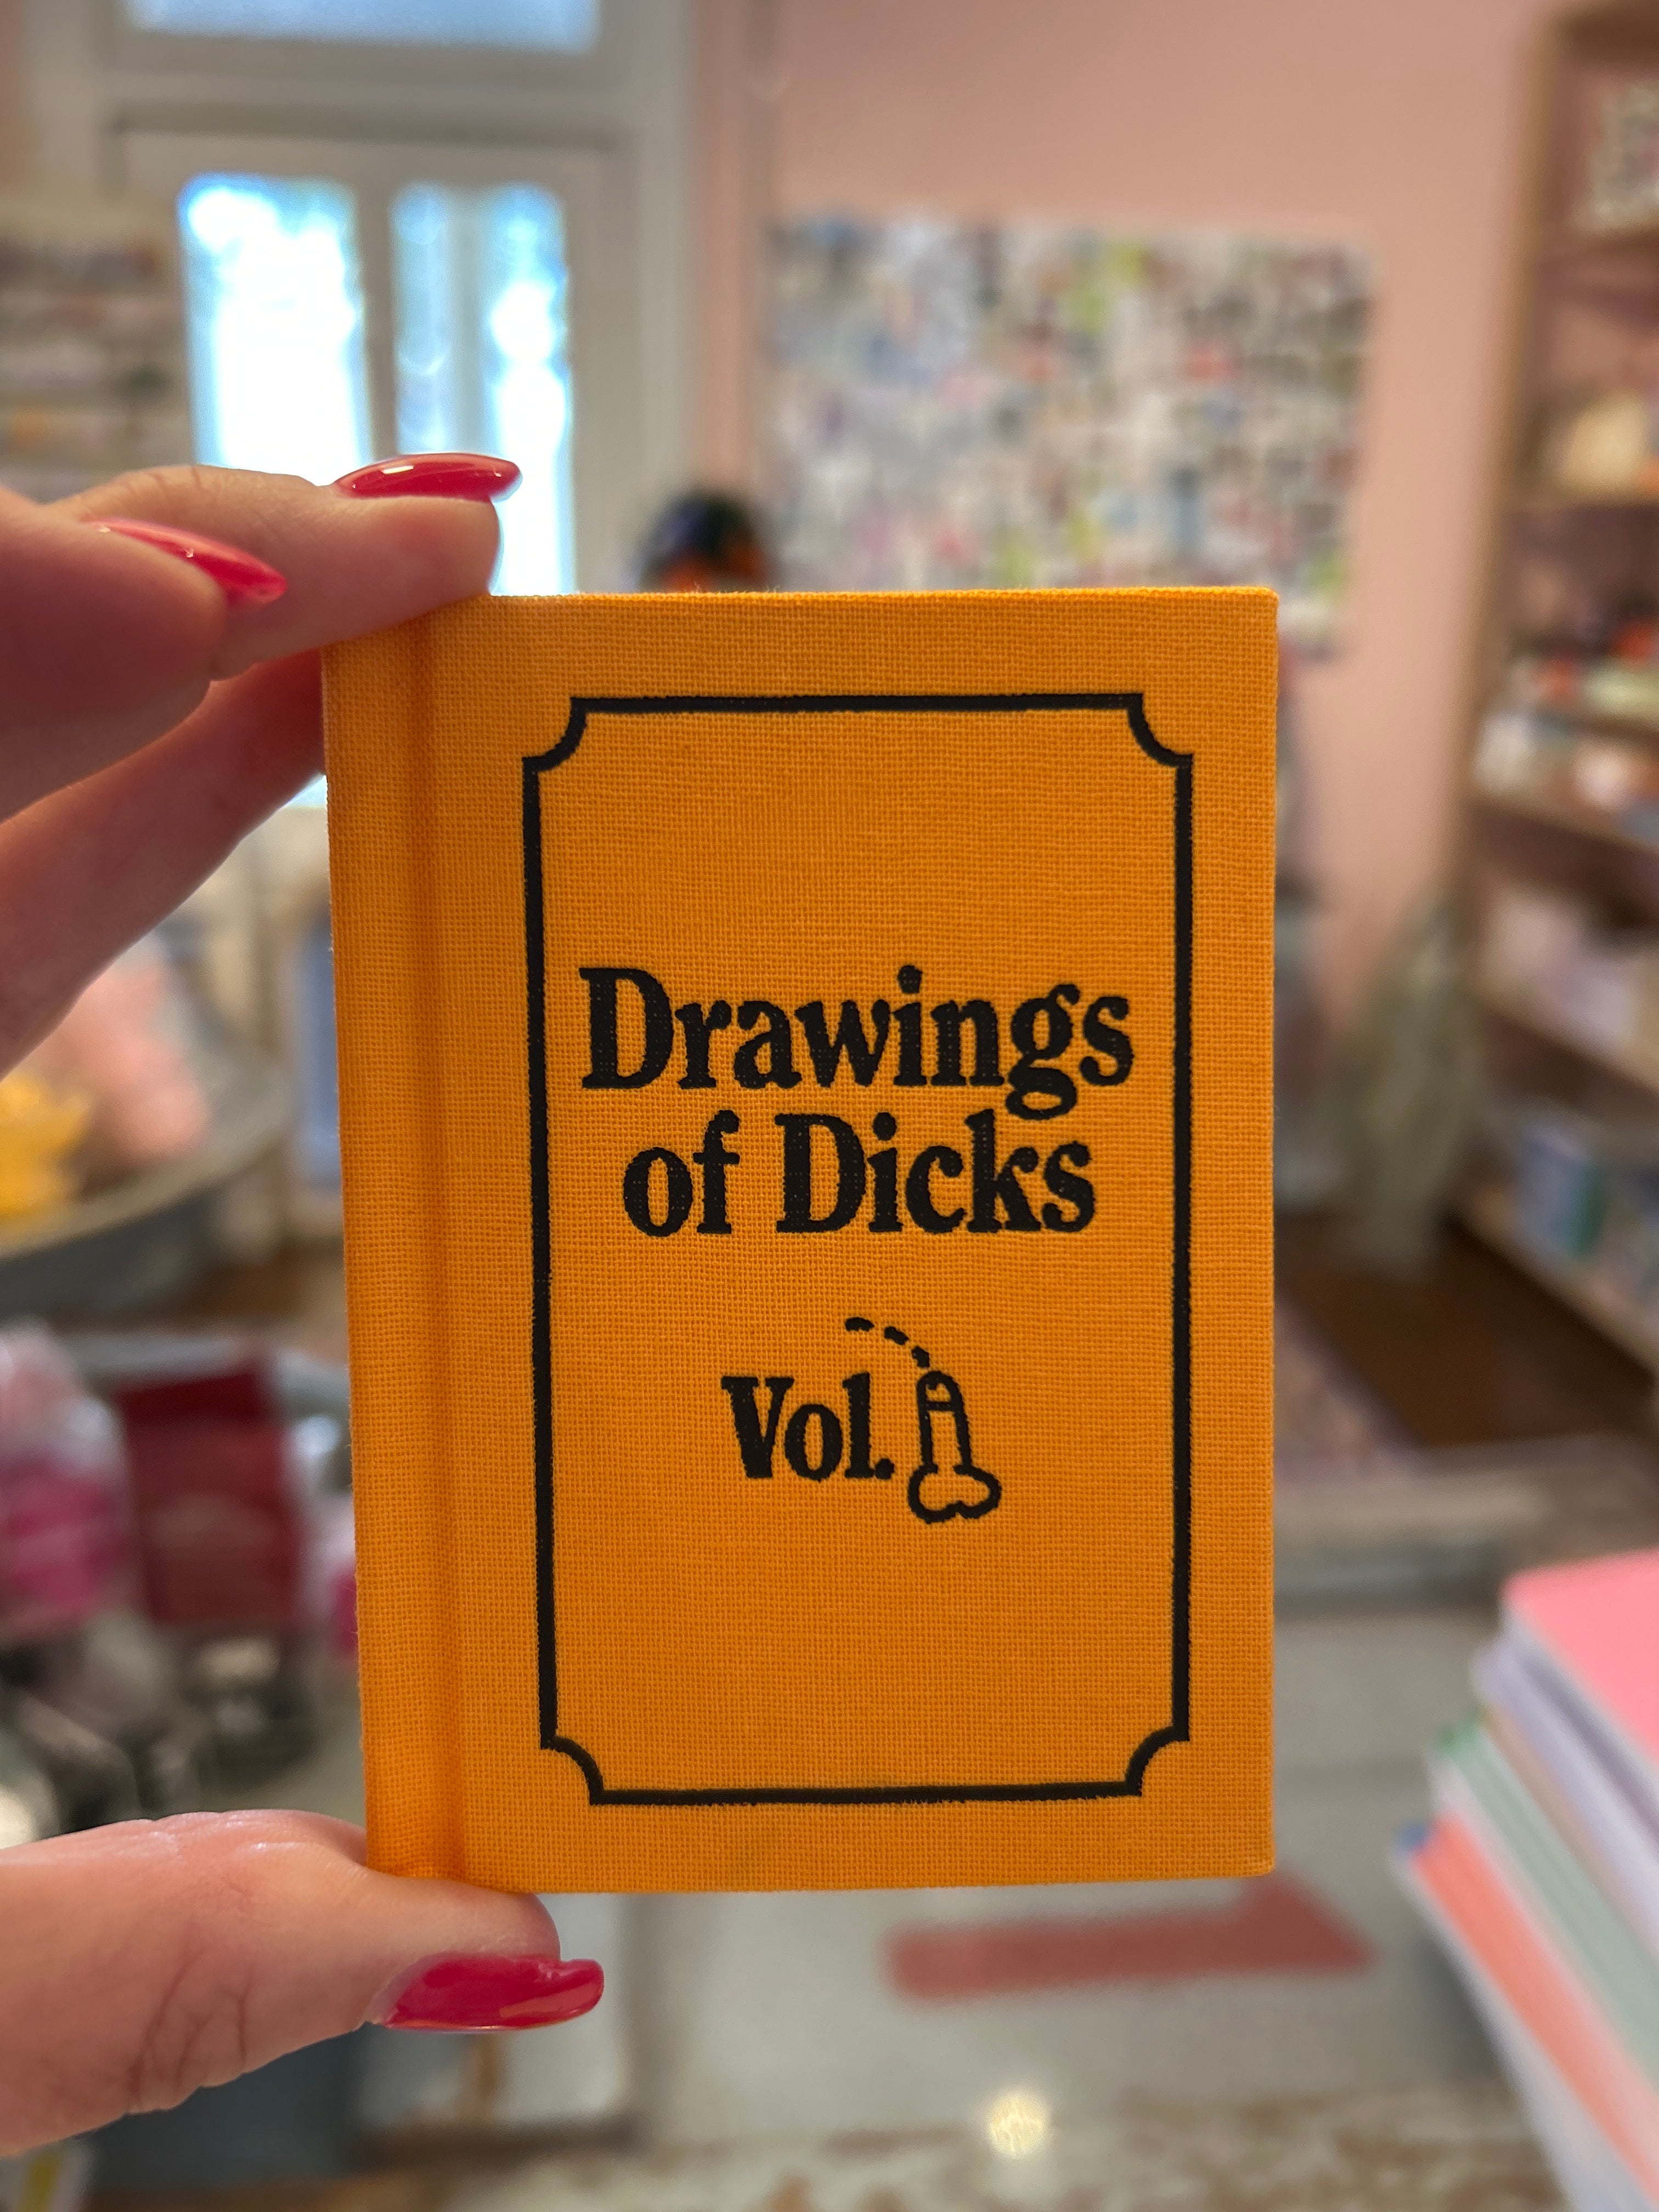 Drawings
of Dicks
Vol.